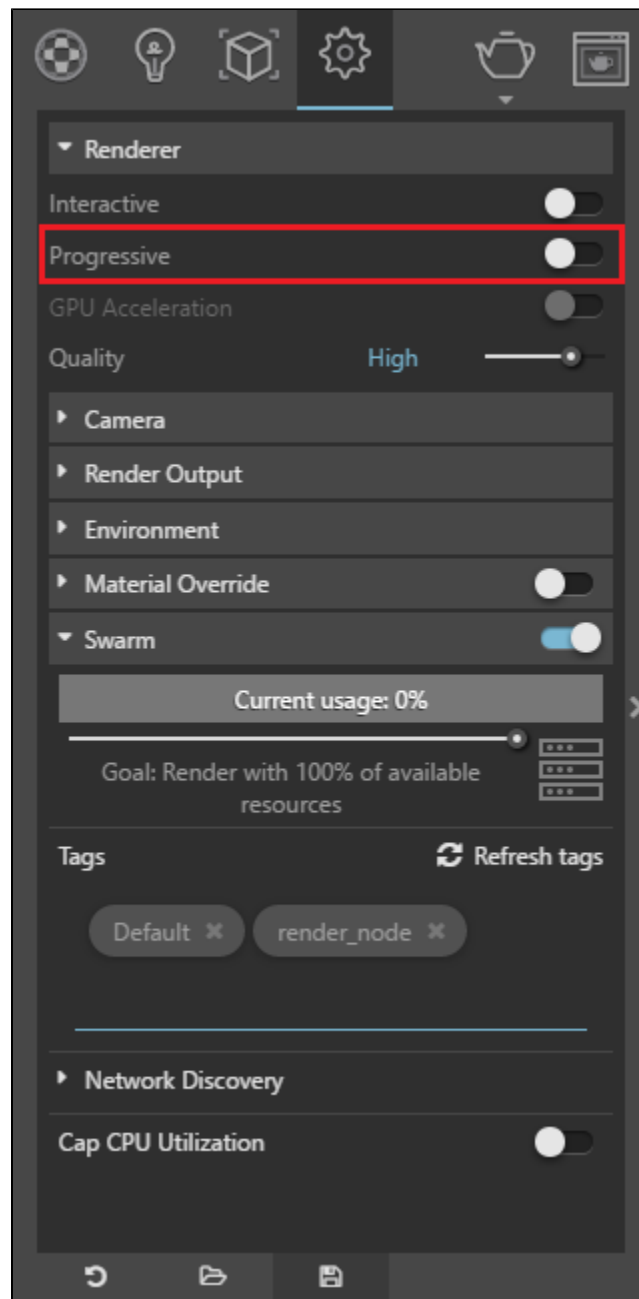 Renderer
Interactive
Progressive
GPU Acceleration
Quality High
Camera
Render Output
Environment
Material Override
Swarm
Current usage: 0%
Goal: Render with 100% of available
resources
Tags Refresh tags
Default render_node
Network Discovery
Cap CPU Utilization